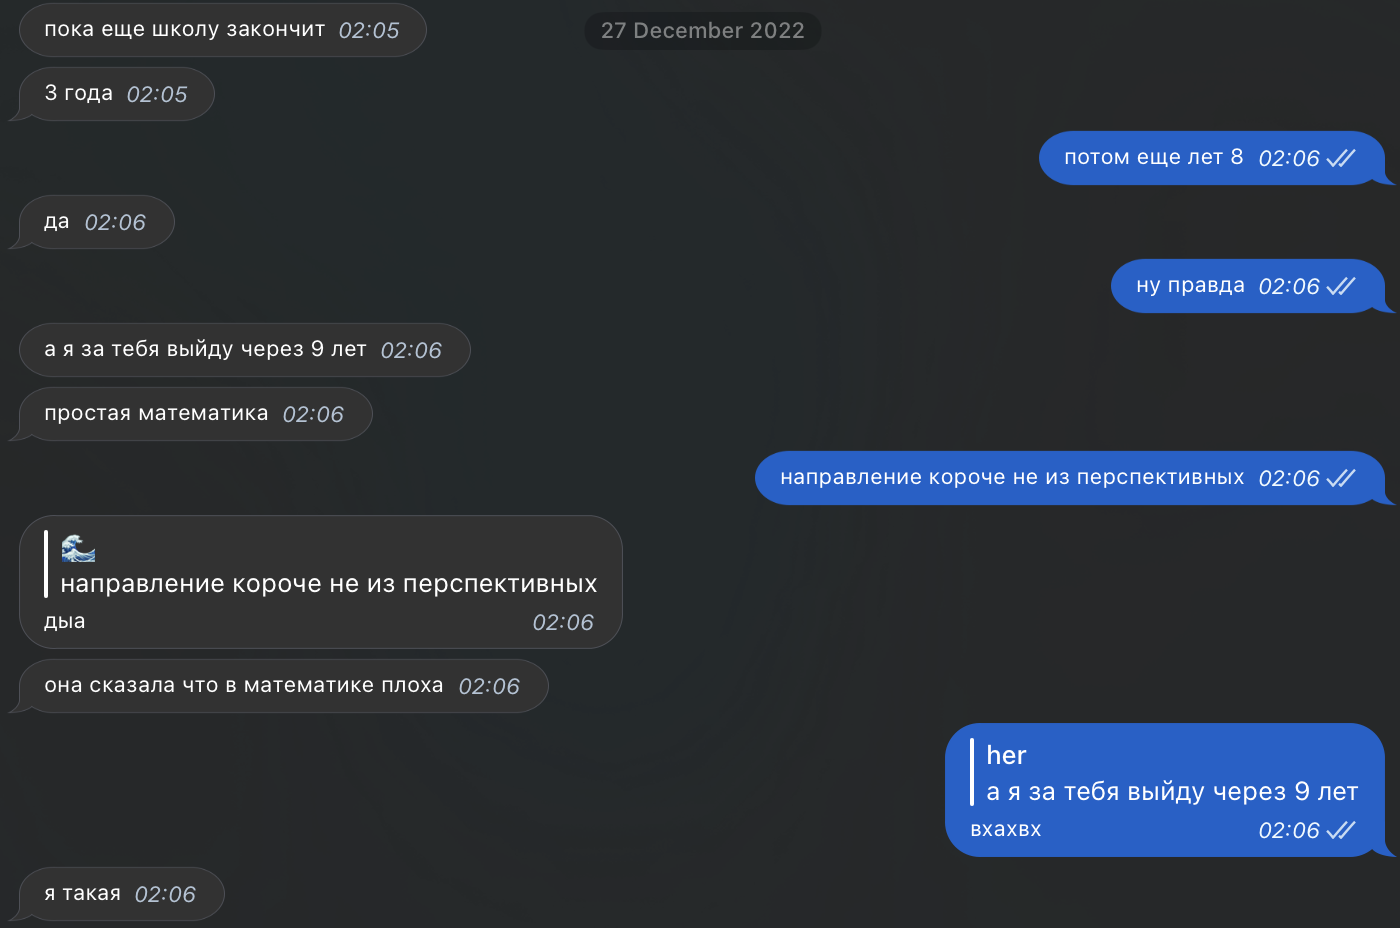 пока еще школу закончит 02:05
27 December 2022
3 года 02:05
потом еще лет 8 02:06
да 02:06
ну правда 02:06
а я за тебя выйду через 9 лет 02:06
простая математика 02:06
направление короче не из перспективных 02:06
🌊
направление короче не из перспективных
дыа 02:06
она сказала что в математике плоха 02:06
her
а я за тебя выйду через 9 лет
вхахвх 02:06
я такая 02:06